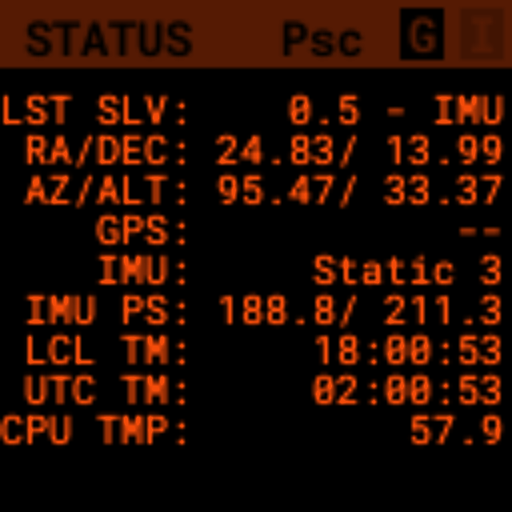 STATUS Psc G I
LST SLV: 0.5 - IMU
RA/DEC: 24.83/ 13.99
AZ/ALT: 95.47/ 33.37
GPS: --
IMU: Static 3
IMU PS: 188.8/ 211.3
LCL TM: 18:00:53
UTC TM: 02:00:53
CPU TMP: 57.9